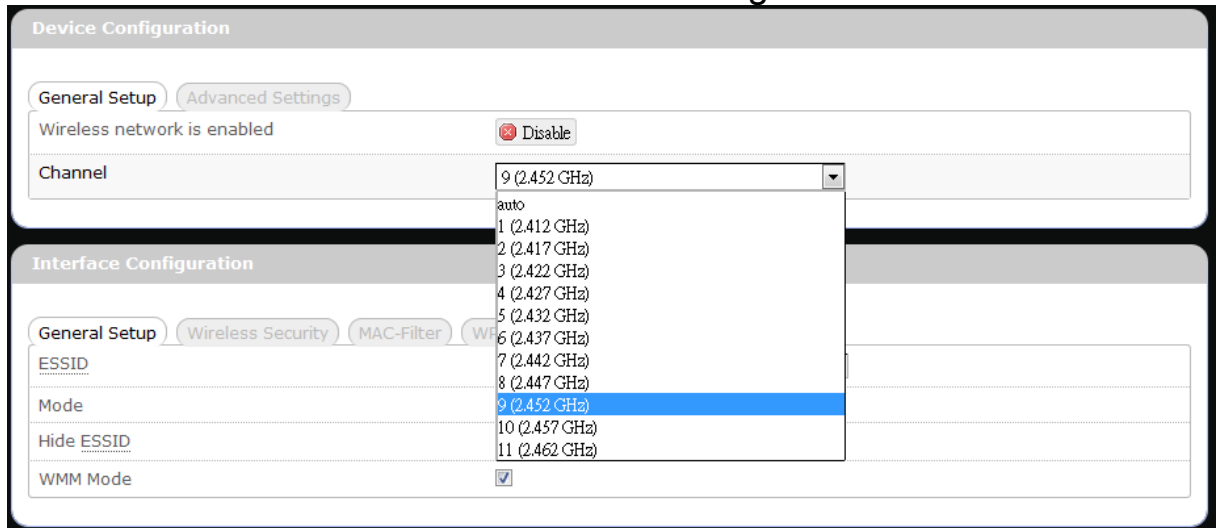 Device Configuration
General Setup Advanced Settings
Wireless network is enabled Disable
Channel 9 (2.452 GHz)
auto
1 (2.412 GHz)
2 (2.417 GHz)
3 (2.422 GHz)
4 (2.427 GHz)
5 (2.432 GHz)
6 (2.437 GHz)
7 (2.442 GHz)
8 (2.447 GHz)
9 (2.452 GHz)
10 (2.457 GHz)
11 (2.462 GHz)
Interface Configuration
General Setup Wireless Security MAC-Filter
ESSID
Mode
Hide ESSID
WMM Mode